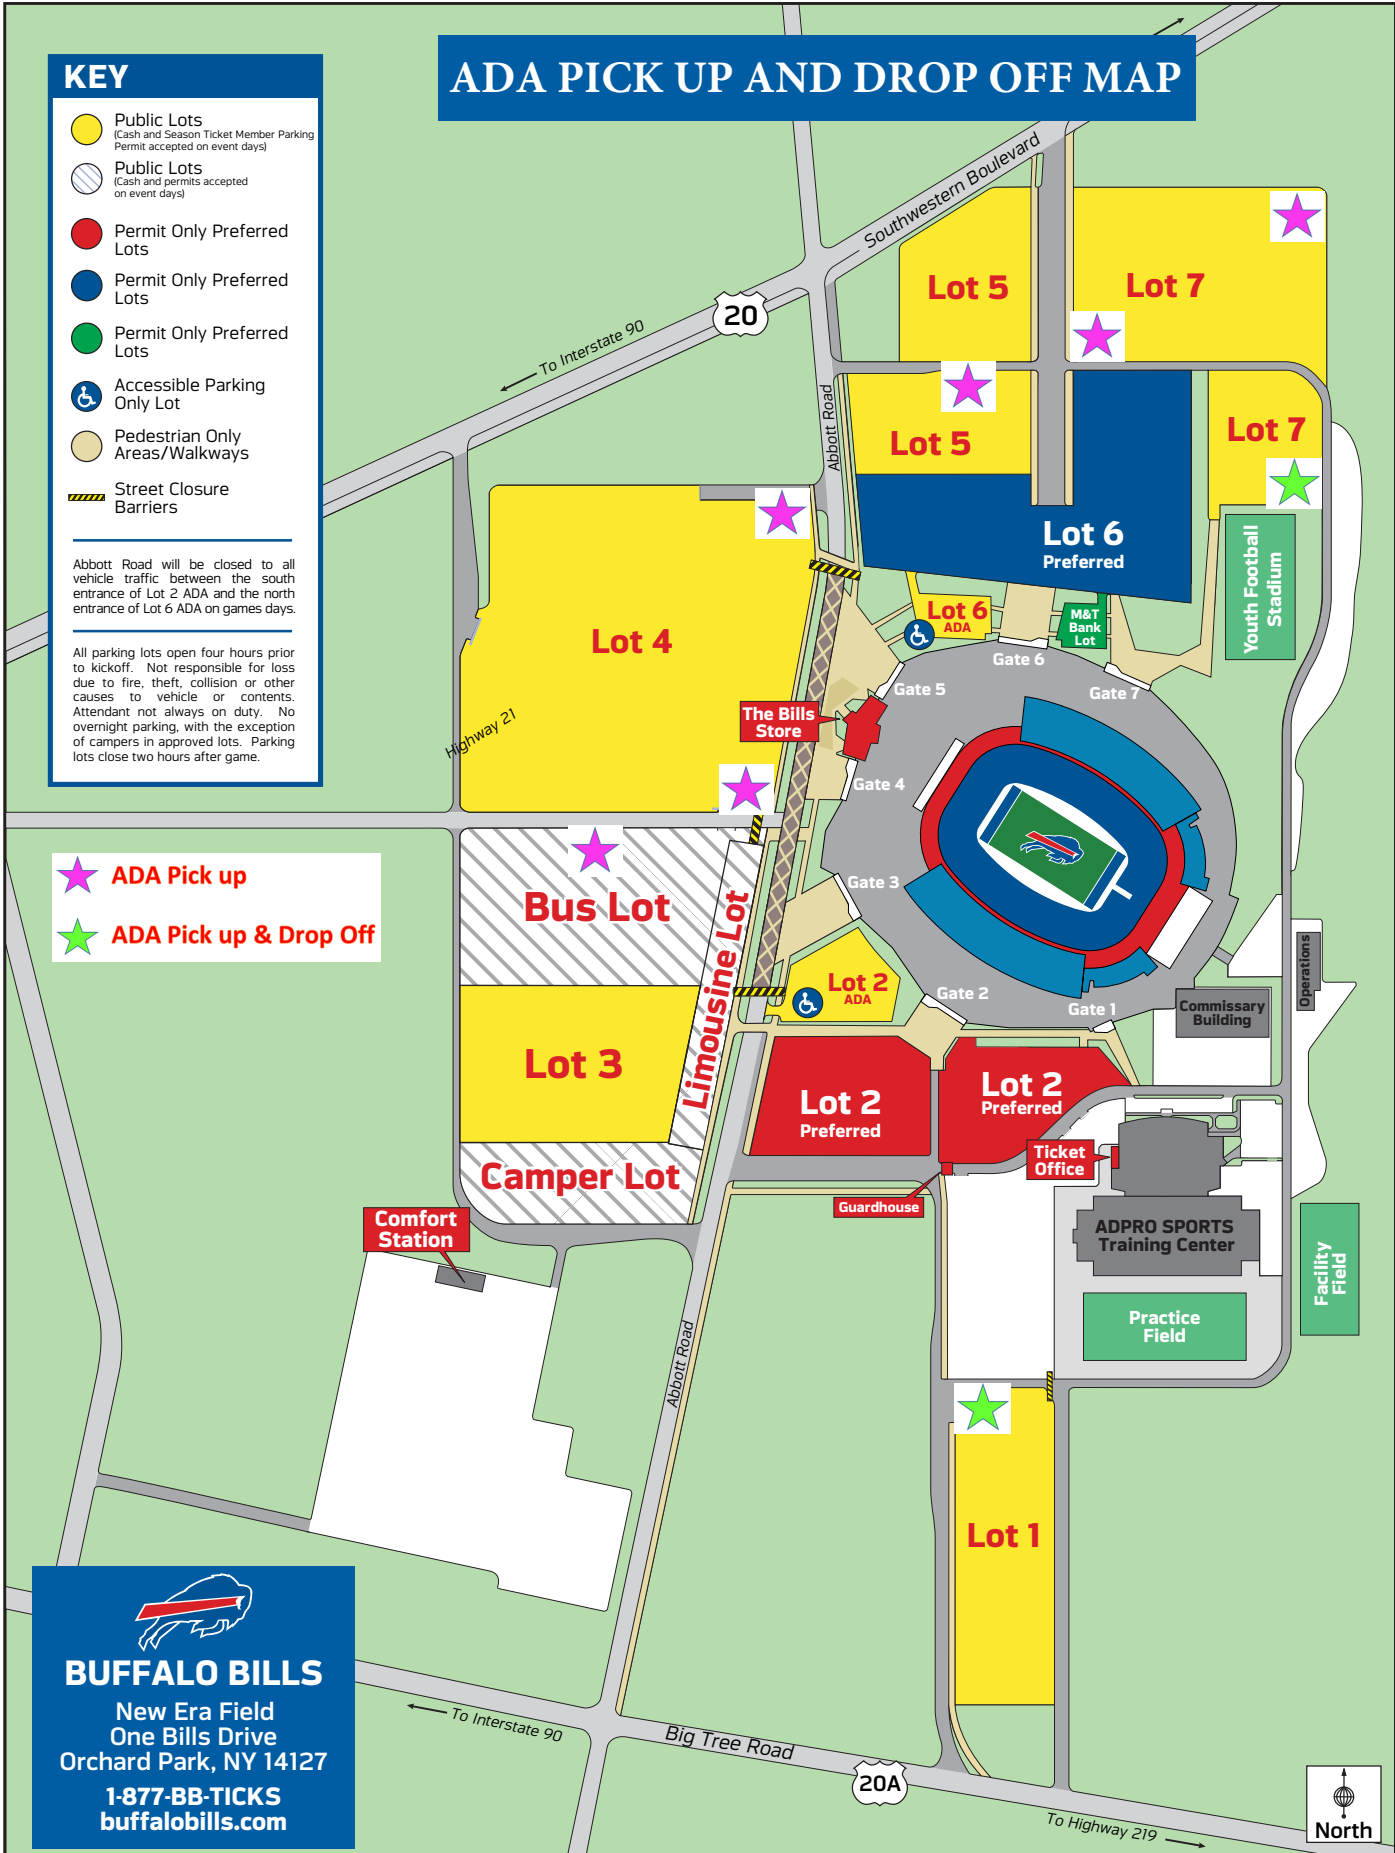 ADA PICK UP AND DROP OFF MAP
KEY
Public Lots
(Cash and Season Ticket Member Parking
Permit accepted on event days)
Public Lots
(Cash and permits accepted
on event days)
Permit Only Preferred
Lots
Permit Only Preferred
Lots
Permit Only Preferred
Lots
Accessible Parking
Only Lot
Pedestrian Only
Areas/Walkways
Street Closure
Barriers
Abbott Road will be closed to all
vehicle traffic between the south
entrance of Lot 2 ADA and the north
entrance of Lot 6 ADA on games days.
All parking lots open four hours prior
to kickoff. Not responsible for loss
due to fire, theft, collision or other
causes to vehicle or contents.
Attendant not always on duty. No
overnight parking, with the exception
of campers in approved lots. Parking
lots close two hours after game.
ADA Pick up
ADA Pick up & Drop Off
Southwestern Boulevard
20
To Interstate 90
Abbott Road
Lot 5
Lot 7
Lot 5
Lot 7
Lot 6
Preferred
Youth Football
Stadium
Lot 6
ADA
M&T
Bank
Lot
Lot 4
Highway 21
Gate 6
Gate 5
Gate 7
The Bills
Store
Gate 4
Gate 3
Bus Lot
Limousine Lot
Lot 2
ADA
Gate 2
Gate 1
Operations
Commissary
Building
Lot 3
Lot 2
Preferred
Lot 2
Preferred
Ticket
Office
Camper Lot
Guardhouse
Comfort
Station
ADPRO SPORTS
Training Center
Facility
Field
Practice
Field
Abbott Road
Lot 1
BUFFALO BILLS
New Era Field
One Bills Drive
Orchard Park, NY 14127
1-877-BB-TICKS
buffalobills.com
To Interstate 90
Big Tree Road
20A
To Highway 219
North